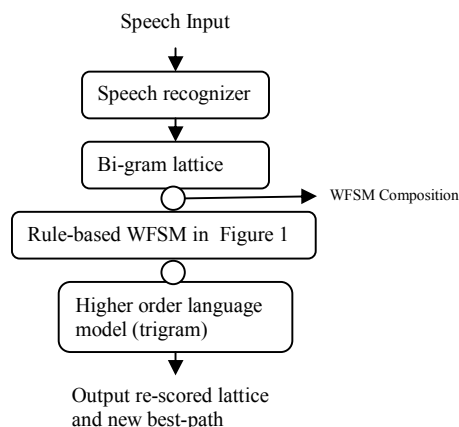 Speech Input
Speech recognizer
Bi-gram lattice
WFSM Composition
Rule-based WFSM in Figure 1
Higher order language
model (trigram)
Output re-scored lattice
and new best-path